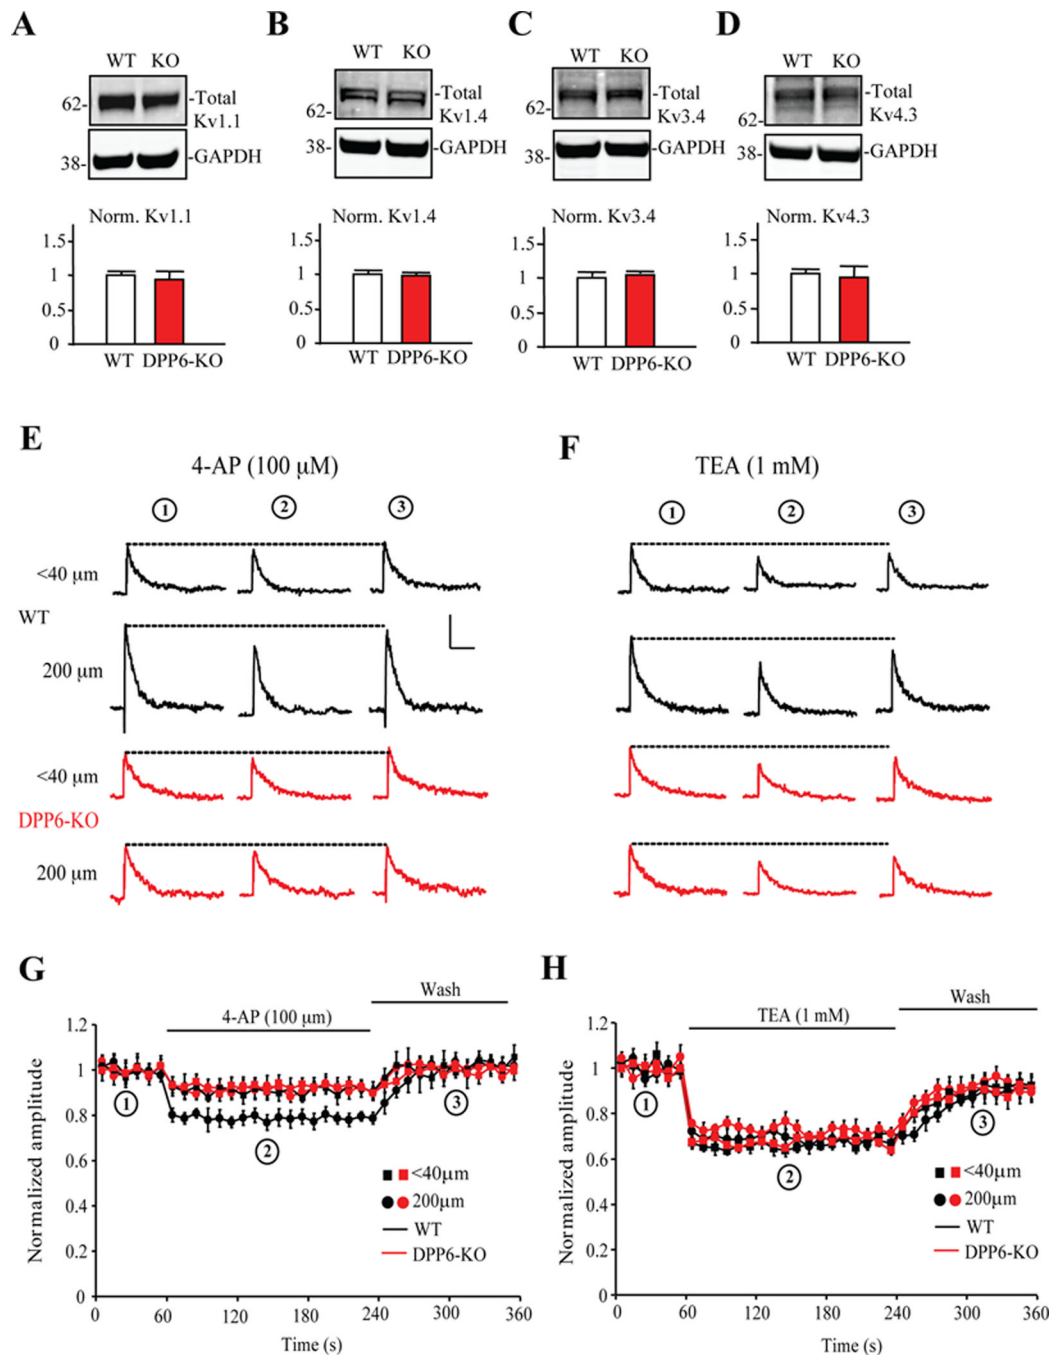 A
WT KO
62-
-Total
Kv1.1
38-
-GAPDH
Norm. Kv1.1
1.5
1
0.5
0
WT DPP6-KO
B
WT KO
62-
-Total
Kv1.4
38-
-GAPDH
Norm. Kv1.4
1.5
1
0.5
0
WT DPP6-KO
C
WT KO
62-
-Total
Kv3.4
38-
-GAPDH
Norm. Kv3.4
1.5
1
0.5
0
WT DPP6-KO
D
WT KO
62-
-Total
Kv4.3
38-
-GAPDH
Norm. Kv4.3
1.5
1
0.5
0
WT DPP6-KO
E
4-AP (100 μM)
1 2 3
<40 μm
WT
200 μm
<40 μm
DPP6-KO
200 μm
F
TEA (1 mM)
1 2 3
G
Wash
4-AP (100 μm)
Normalized amplitude
1.2
1
0.8
0.6
0.4
0.2
0
1
2
3
<40μm
200μm
WT
DPP6-KO
0 60 120 180 240 300 360
Time (s)
H
Wash
TEA (1 mM)
Normalized amplitude
1.2
1
0.8
0.6
0.4
0.2
0
1
2
3
<40μm
200μm
WT
DPP6-KO
0 60 120 180 240 300 360
Time (s)